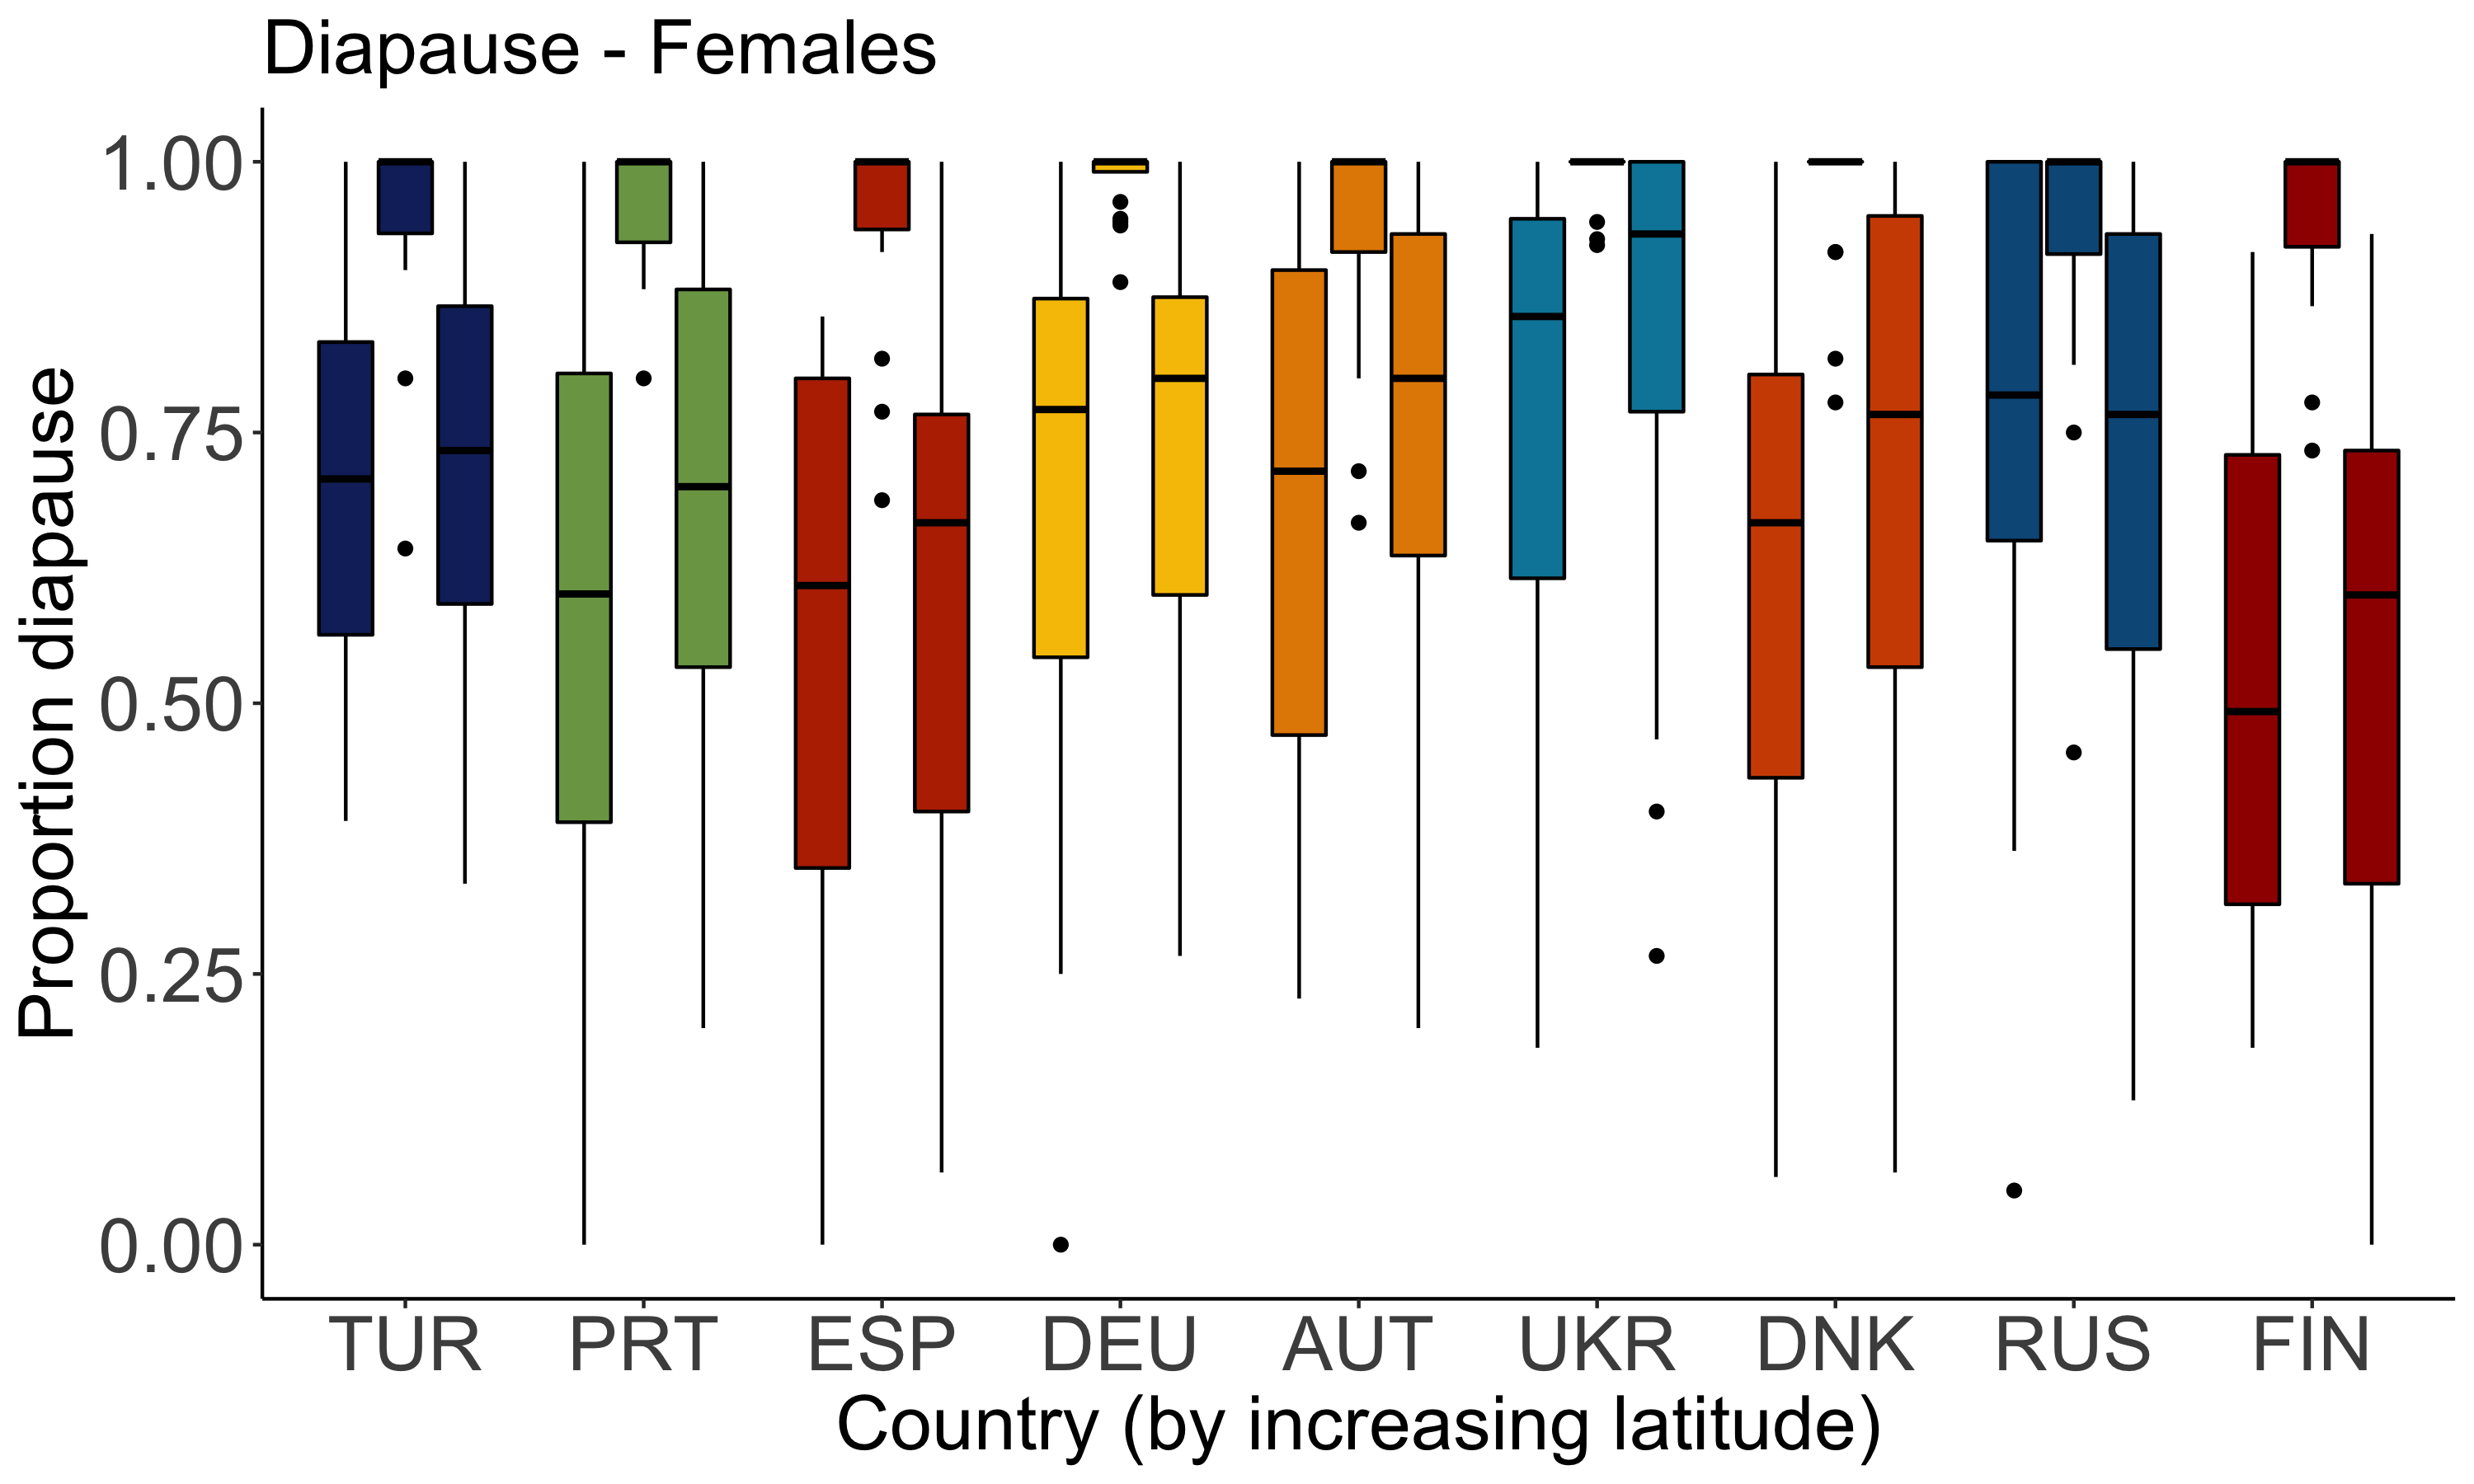 Diapause - Females
Proportion diapause
1.00
0.75
0.50
0.25
0.00
TUR PRT ESP DEU AUT UKR DNK RUS FIN
Country (by increasing latitude)